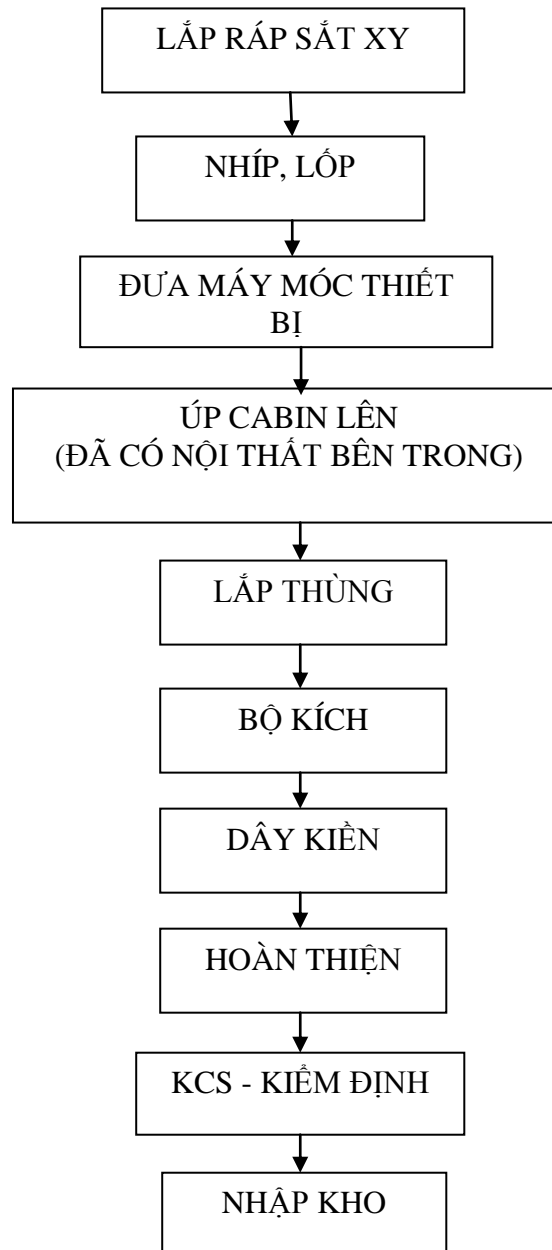 LẮP RÁP SẮT XY
NHÍP, LỐP
ĐƯA MÁY MÓC THIẾT
BỊ
ÚP CABIN LÊN
(ĐÃ CÓ NỘI THẤT BÊN TRONG)
LẮP THÙNG
BỘ KÍCH
DÂY KIỀN
HOÀN THIỆN
KCS - KIỂM ĐỊNH
NHẬP KHO